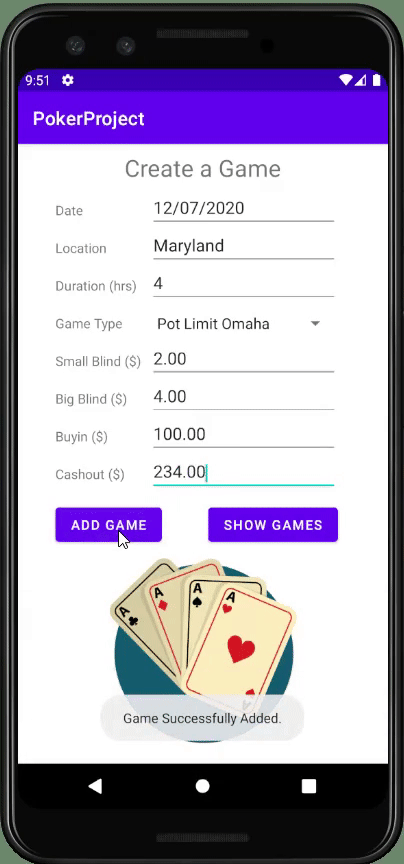 9:51
PokerProject
Create a Game
Date 12/07/2020
Location Maryland
Duration (hrs) 4
Game Type Pot Limit Omaha
Small Blind ($) 2.00
Big Blind ($) 4.00
Buyin ($) 100.00
Cashout ($) 234.00
ADD GAME SHOW GAMES
A A A A
Game Successfully Added.